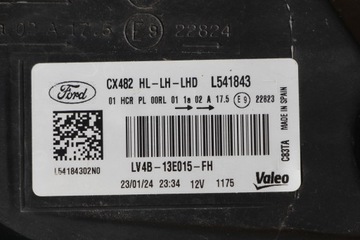 02 A 17.5 E9 22824
Ford CX482 HL-LH-LHD L541843
01 HCR PL 00RL 01 1a 02 A 17.5 E9 22823
MADE IN SPAIN
C83TA
L54184302N0
LV4B-13E015-FH
23/01/24 23:34 12V 1175
Valeo